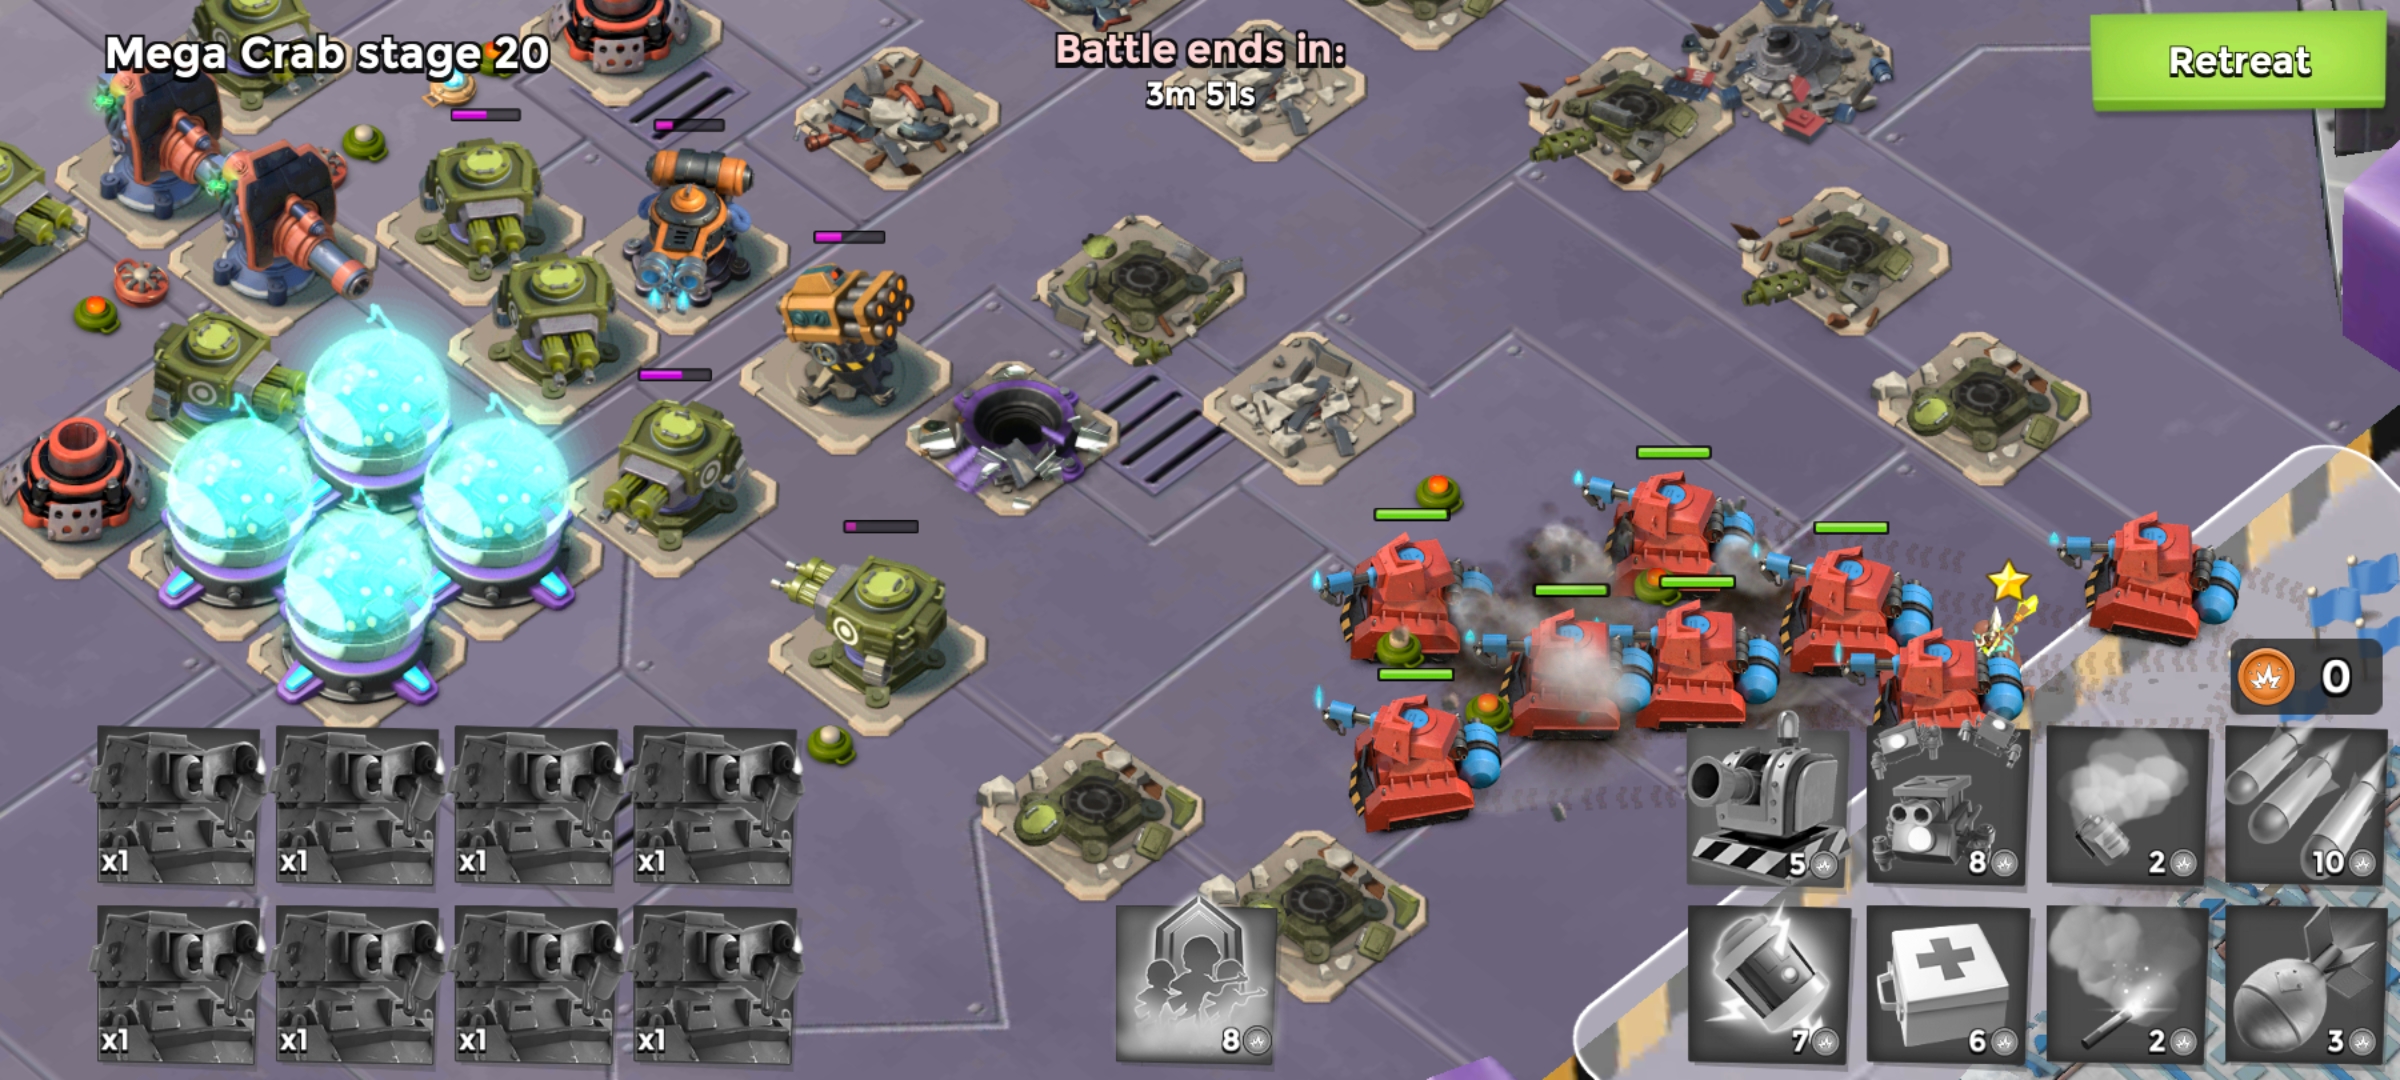 Mega Crab stage 20
Battle ends in:
3m 51s
Retreat
0
x1 x1 x1 x1
5 8 2 10
x1 x1 x1 x1
8
7 6 2 3